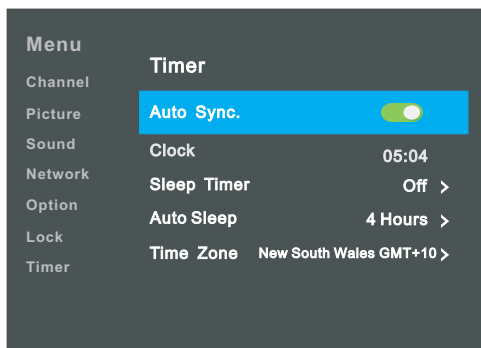 Menu
Channel
Picture
Sound
Network
Option
Lock
Timer
Timer
Auto Sync.
Clock 05:04
Sleep Timer Off >
Auto Sleep 4 Hours >
Time Zone New South Wales GMT+10 >